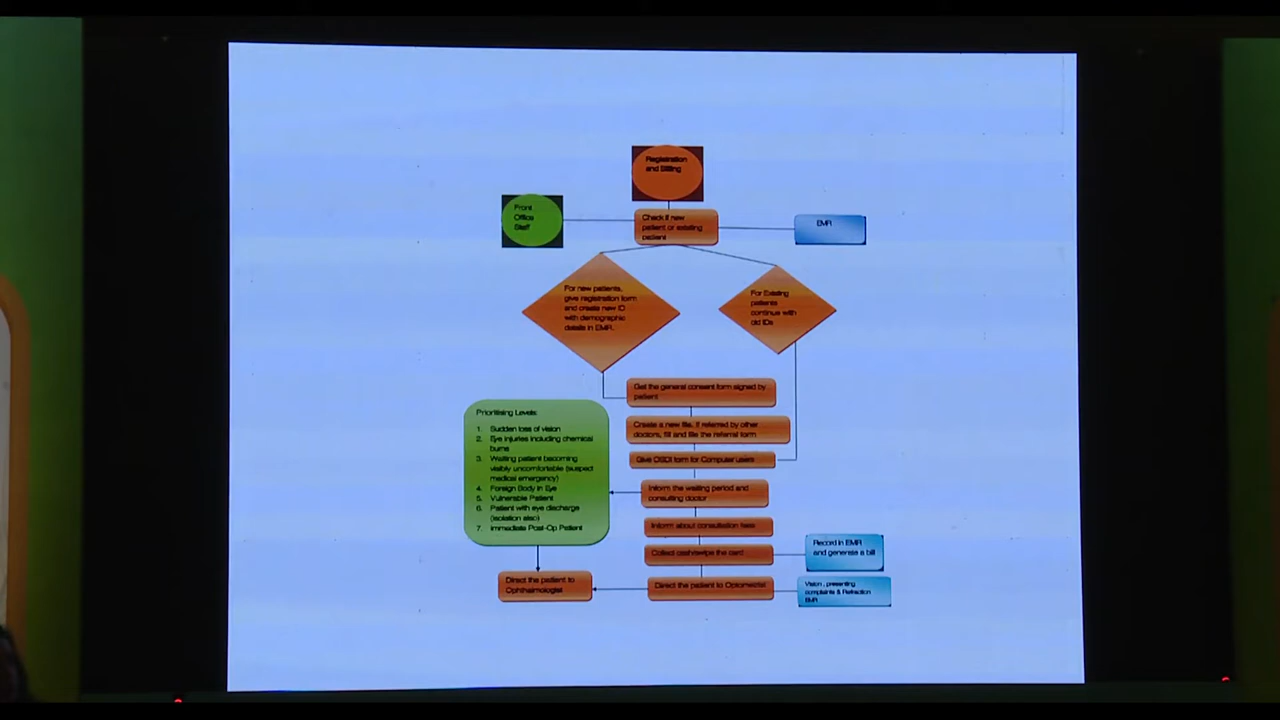 Registration
and Billing
Front
Office
Staff
Check if new
patient or existing
patient
EMR
For new patients,
give registration form
and create new ID
with demographic
details in EMR.
For Existing
patients
continue with
old IDs
Get the general consent form signed by
patient
Create a new file. If referred by other
doctors, fill and file the referral form
Give OSDI form for Computer users
Prioritising Levels:
1. Sudden loss of vision
2. Eye injuries including chemical
burns
3. Waiting patient becoming
visibly uncomfortable (suspect
medical emergency)
4. Foreign Body in Eye
5. Vulnerable Patient
6. Patient with eye discharge
(isolation also)
7. Immediate Post-Op Patient
Inform the waiting period and
consulting doctor
Inform about consultation fees
Collect cash/swipe the card
Record in EMR
and generate a bill
Direct the patient to
Ophthalmologist
Direct the patient to Optometrist
Vision, presenting
complaints & Refraction
EMR